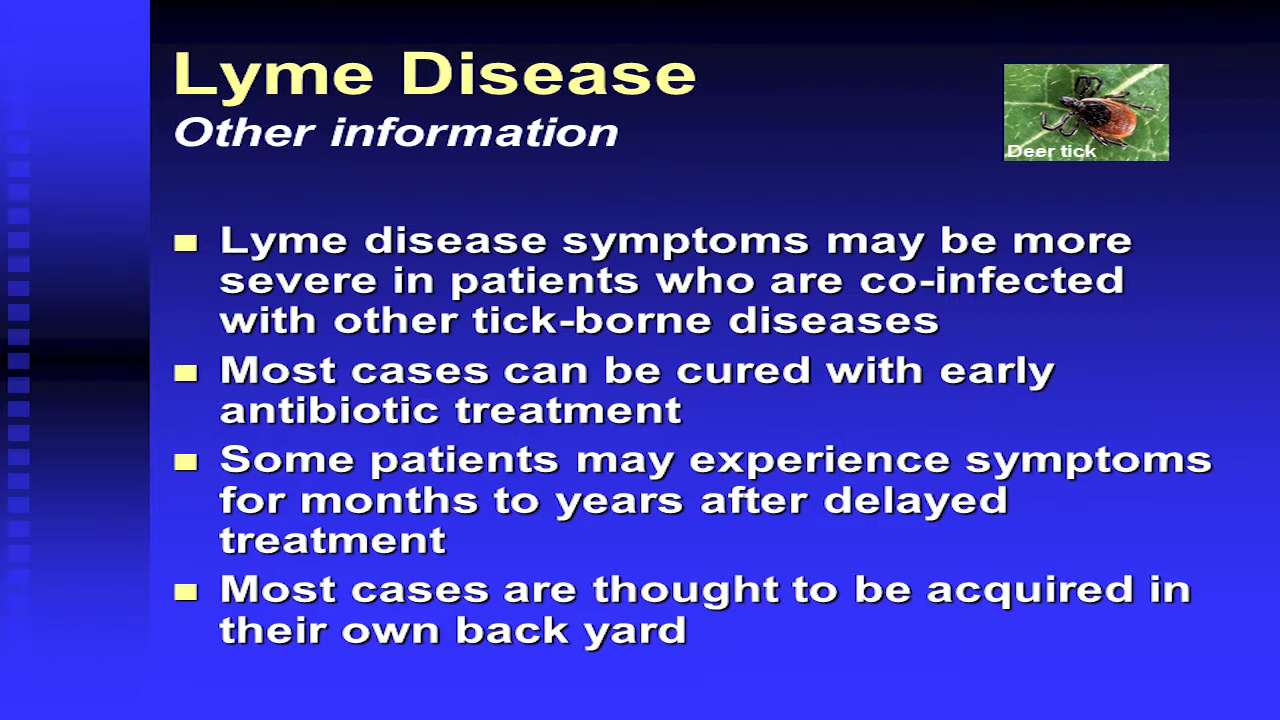 Lyme Disease
Other information
Deer tick
Lyme disease symptoms may be more
severe in patients who are co-infected
with other tick-borne diseases
Most cases can be cured with early
antibiotic treatment
Some patients may experience symptoms
for months to years after delayed
treatment
Most cases are thought to be acquired in
their own back yard